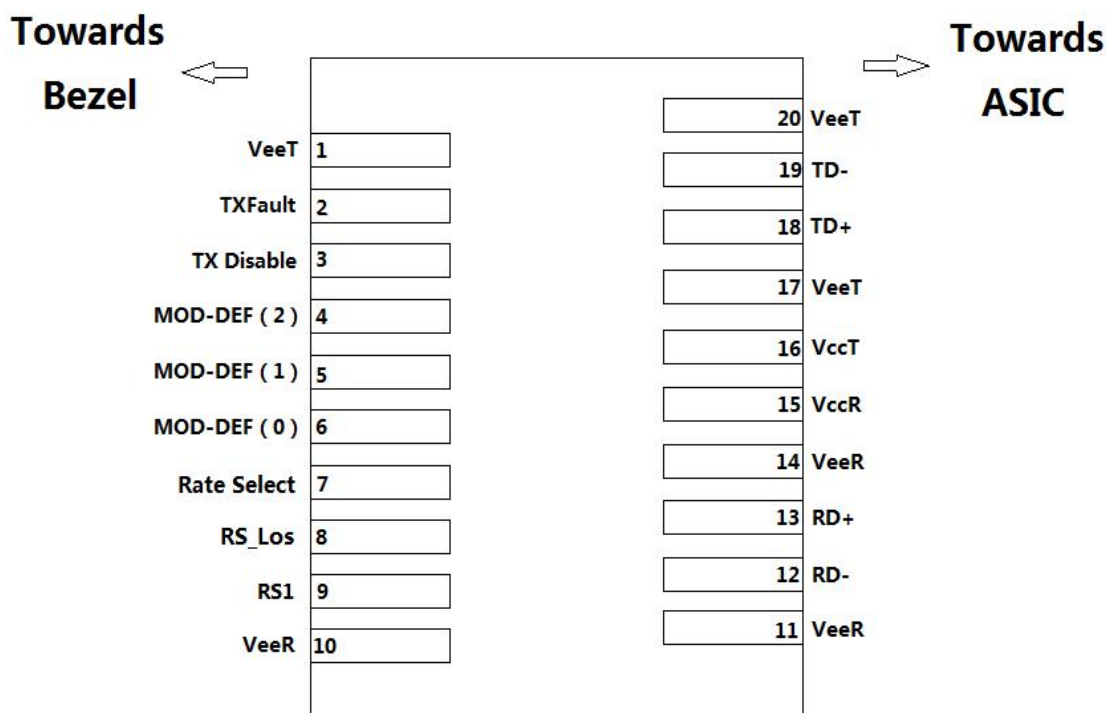 Towards
Bezel
Towards
ASIC
VeeT 1
TXFault 2
TX Disable 3
MOD-DEF ( 2 ) 4
MOD-DEF ( 1 ) 5
MOD-DEF ( 0 ) 6
Rate Select 7
RS_Los 8
RS1 9
VeeR 10
20 VeeT
19 TD-
18 TD+
17 VeeT
16 VccT
15 VccR
14 VeeR
13 RD+
12 RD-
11 VeeR